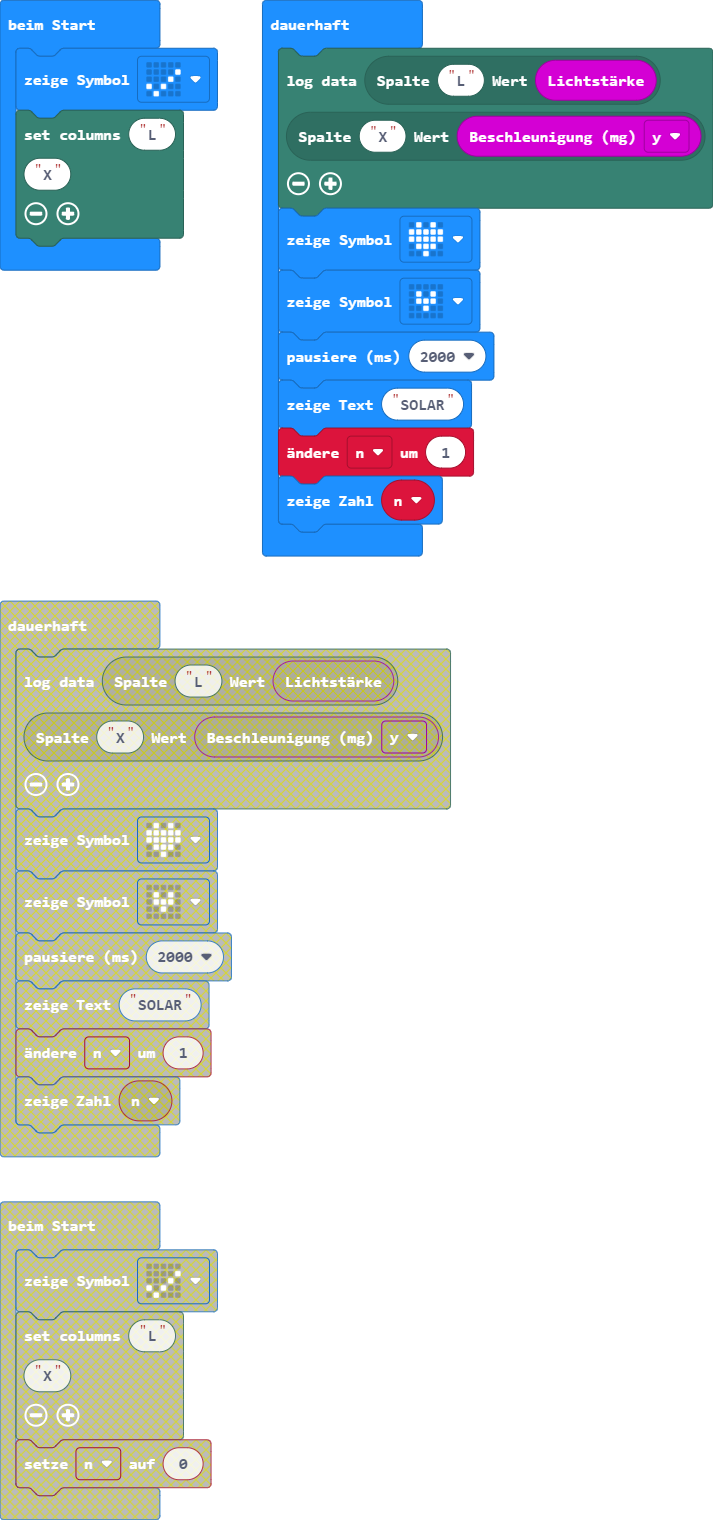 beim Start
zeige Symbol
set columns "L"
"X"
dauerhaft
log data Spalte "L" Wert Lichtstärke
Spalte "X" Wert Beschleunigung (mg) y
zeige Symbol
zeige Symbol
pausiere (ms) 2000
zeige Text "SOLAR"
ändere n um 1
zeige Zahl n
dauerhaft
log data Spalte "L" Wert Lichtstärke
Spalte "X" Wert Beschleunigung (mg) y
zeige Symbol
zeige Symbol
pausiere (ms) 2000
zeige Text "SOLAR"
ändere n um 1
zeige Zahl n
beim Start
zeige Symbol
set columns "L"
"X"
setze n auf 0